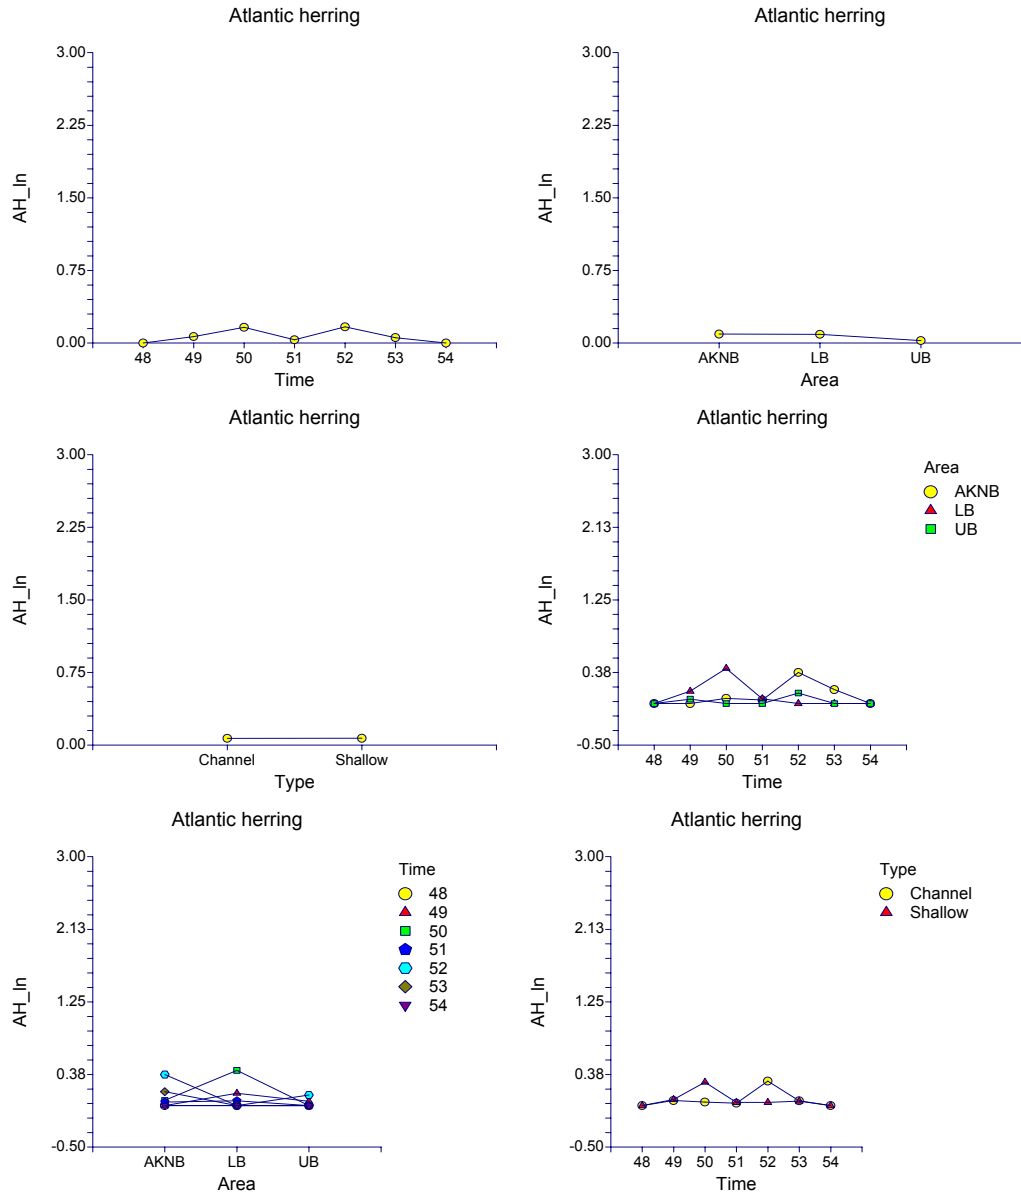 Atlantic herring
3.00
2.25
1.50
0.75
0.00
AH_ln
48 49 50 51 52 53 54
Time
Atlantic herring
3.00
2.25
1.50
0.75
0.00
AH_ln
AKNB LB UB
Area
Atlantic herring
3.00
2.25
1.50
0.75
0.00
AH_ln
Channel Shallow
Type
Atlantic herring
3.00
2.13
1.25
0.38
-0.50
AH_ln
48 49 50 51 52 53 54
Time
Area
AKNB
LB
UB
Atlantic herring
3.00
2.13
1.25
0.38
-0.50
AH_ln
AKNB LB UB
Area
Time
48
49
50
51
52
53
54
Atlantic herring
3.00
2.13
1.25
0.38
-0.50
AH_ln
48 49 50 51 52 53 54
Time
Type
Channel
Shallow